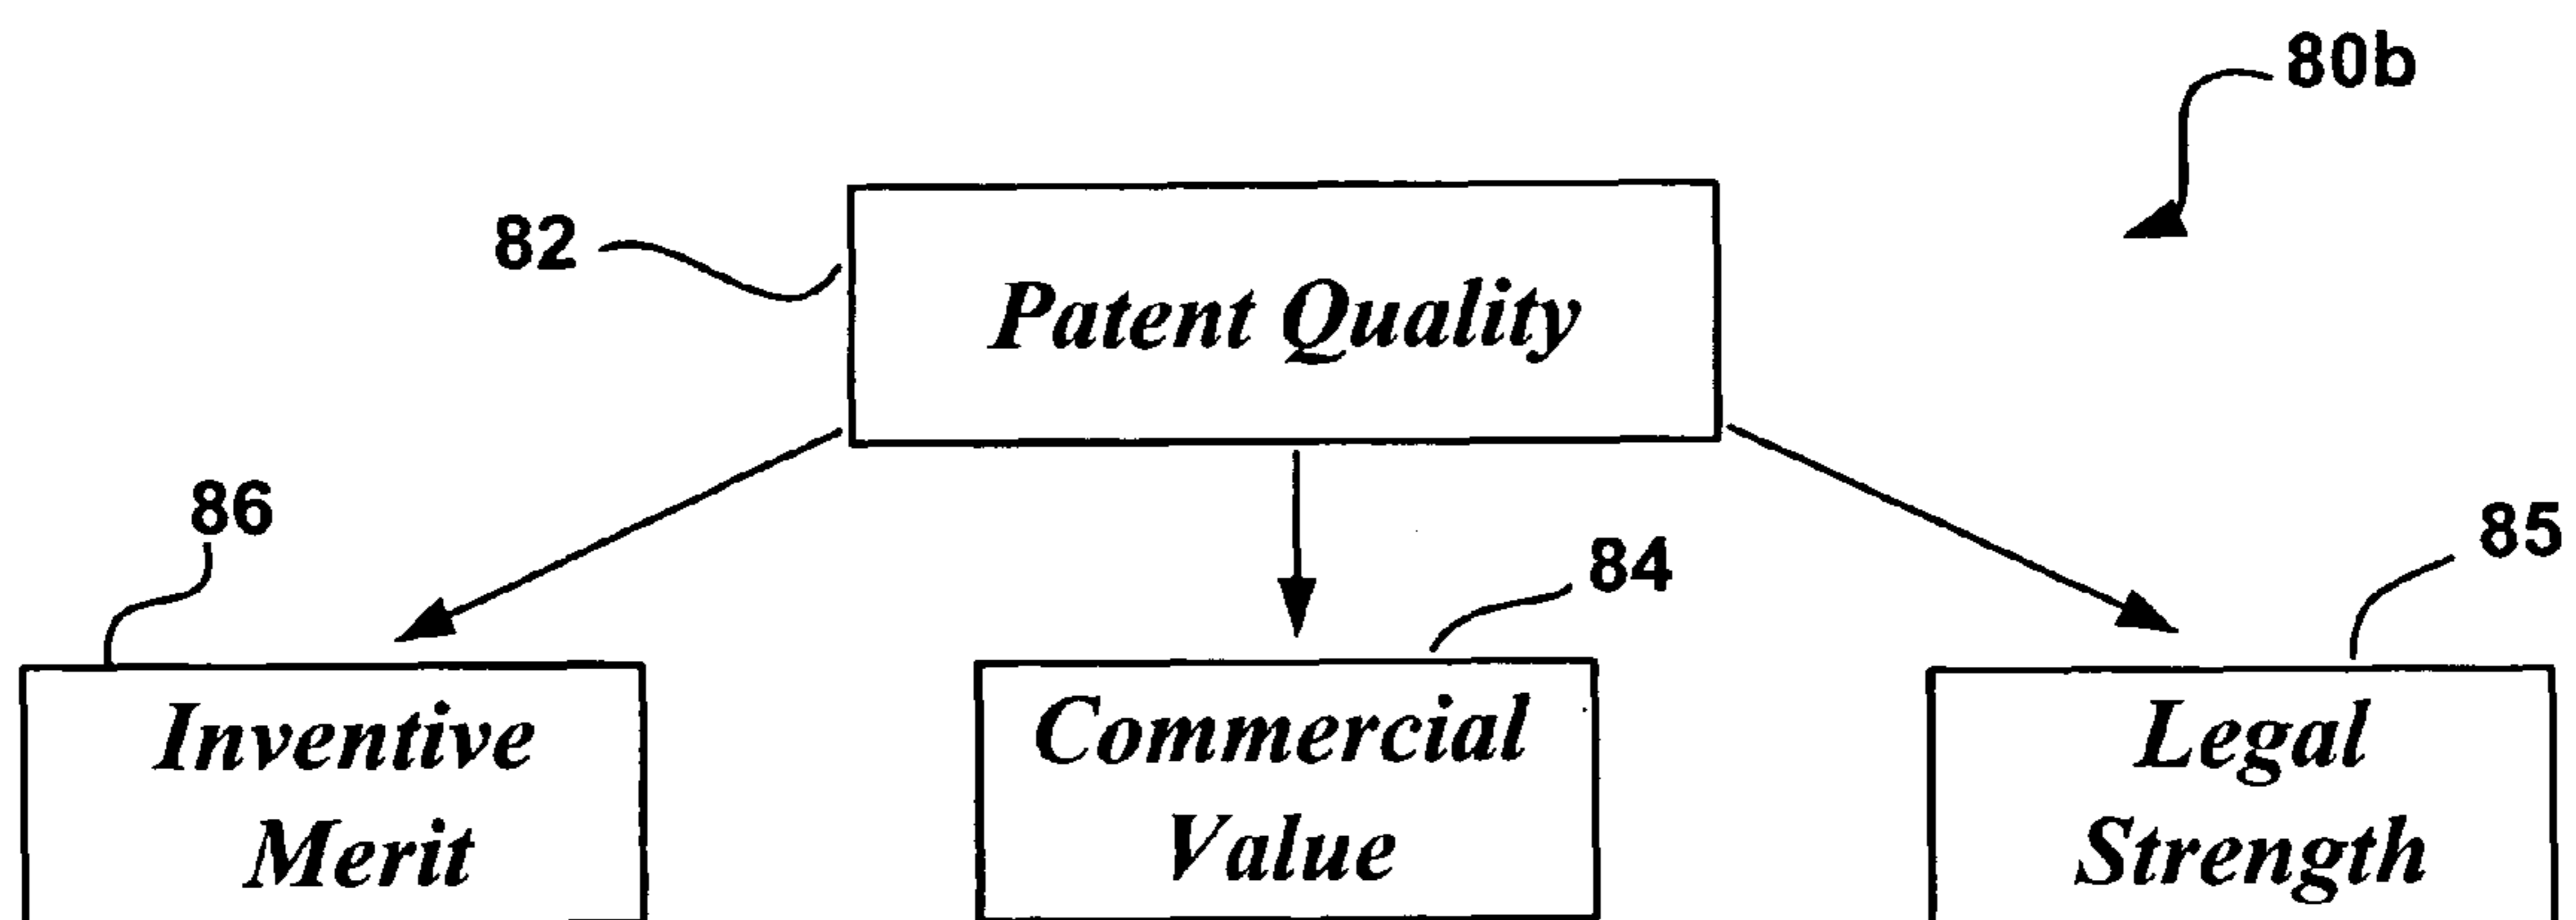 80b
82
Patent Quality
86
84
85
Inventive
Merit
Commercial
Value
Legal
Strength